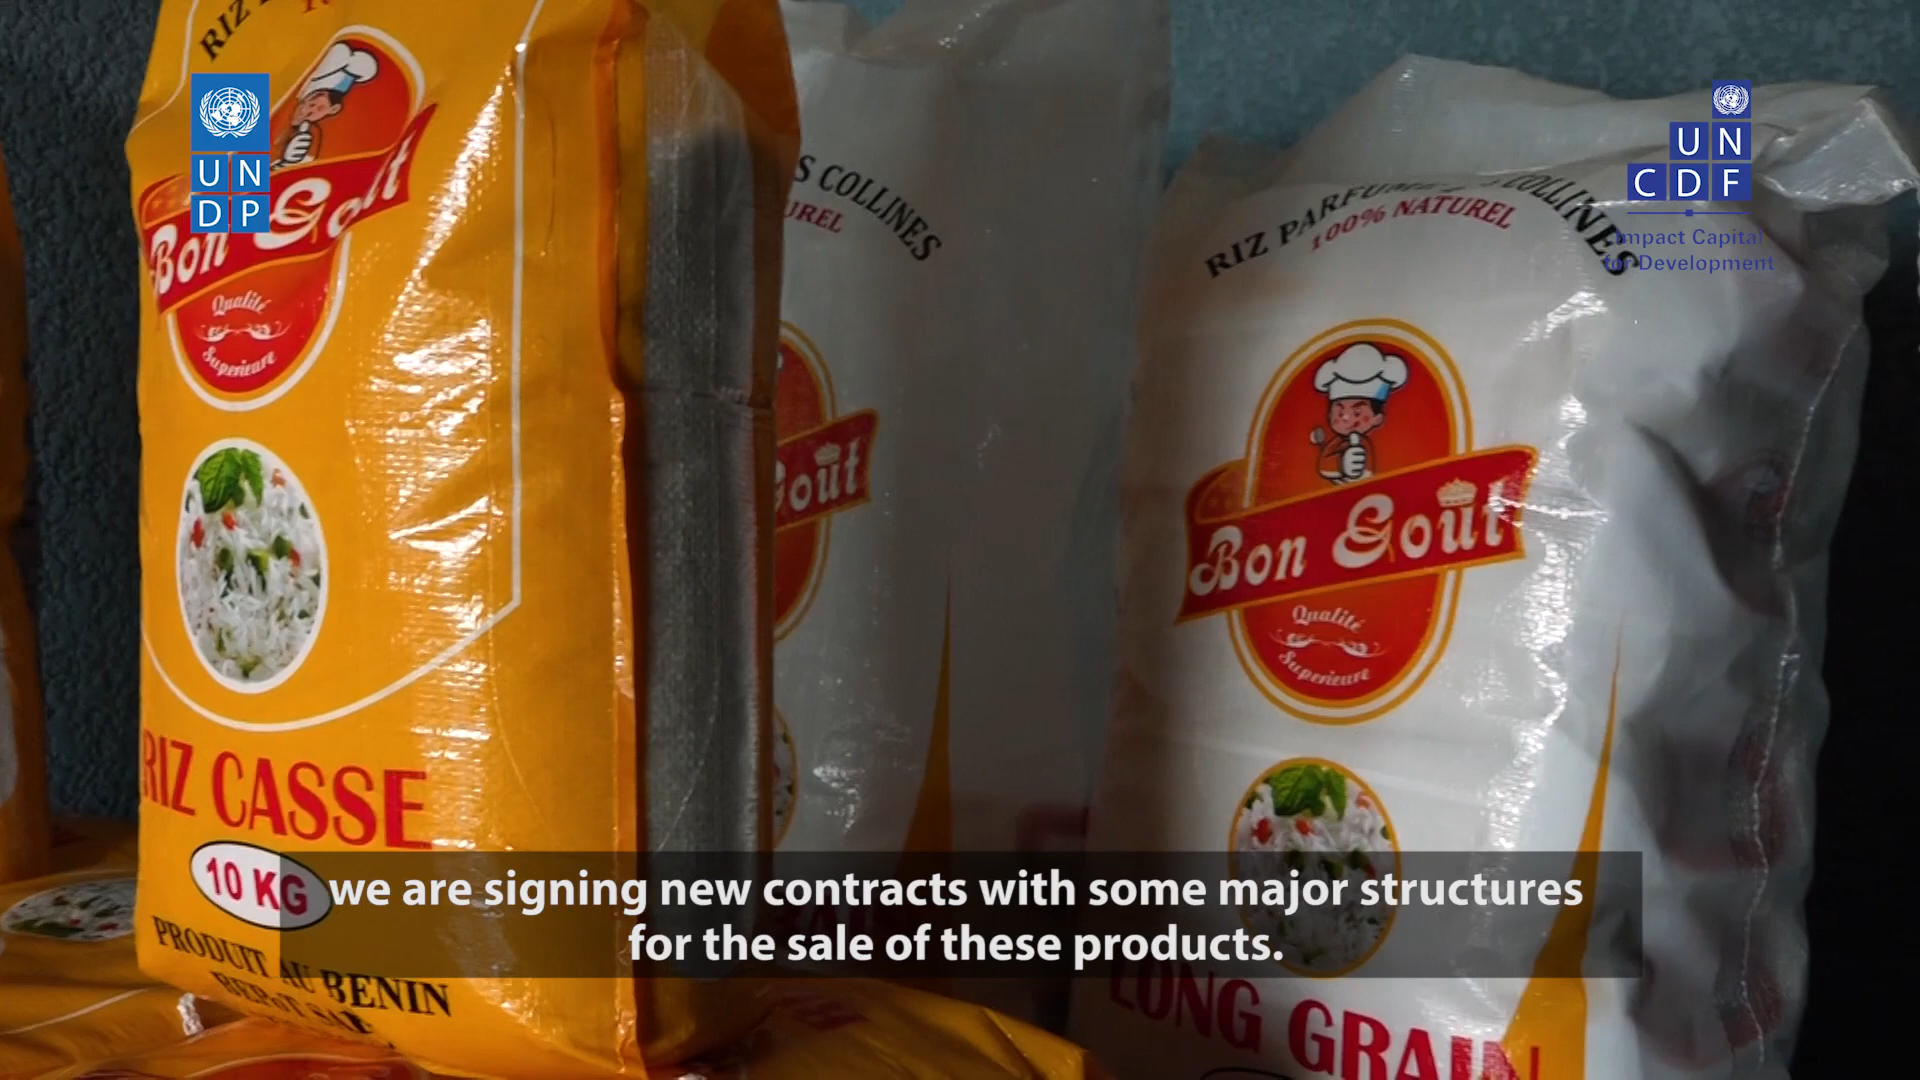 RIZ
UN
DP
Bon Goût
Qualité
Superieure
RIZ CASSE
10 KG
PRODUIT AU BENIN
S COLLINES
UREL
Goût
RIZ PARFUMÉ COLLINES
100% NATUREL
Bon Goût
Qualité
Superieure
LONG GRAIN
UN
CDF
Impact Capital
for Development
we are signing new contracts with some major structures
for the sale of these products.